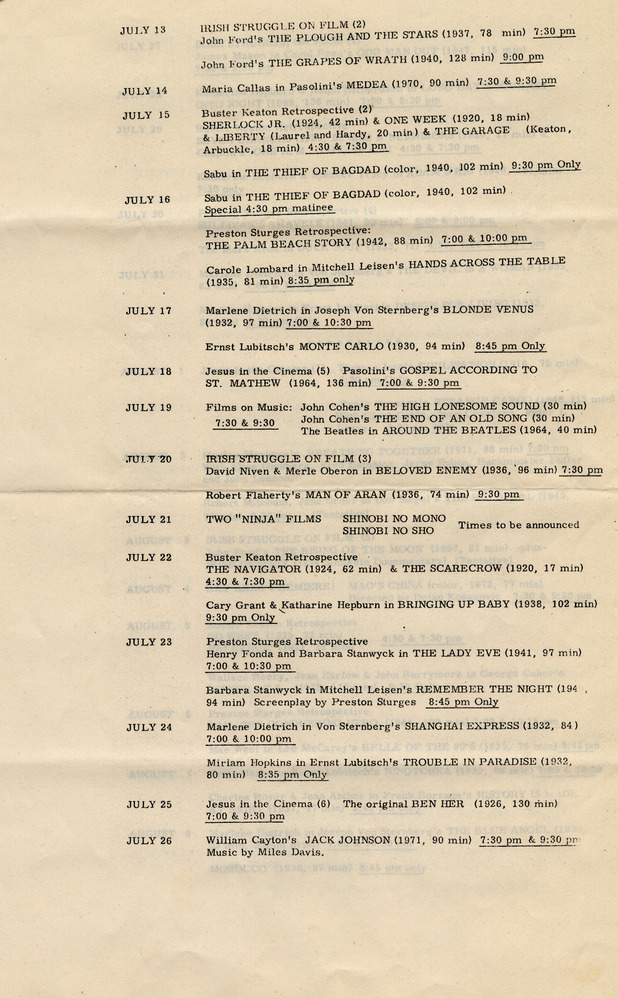 JULY 13 IRISH STRUGGLE ON FILM (2)
John Ford's THE PLOUGH AND THE STARS (1937, 78 min) 7:30 pm
John Ford's THE GRAPES OF WRATH (1940, 128 min) 9:00 pm
JULY 14 Maria Callas in Pasolini's MEDEA (1970, 90 min) 7:30 & 9:30 pm
JULY 15 Buster Keaton Retrospective (2)
SHERLOCK JR. (1924, 42 min) & ONE WEEK (1920, 18 min)
& LIBERTY (Laurel and Hardy, 20 min) & THE GARAGE (Keaton,
Arbuckle, 18 min) 4:30 & 7:30 pm
Sabu in THE THIEF OF BAGDAD (color, 1940, 102 min) 9:30 pm Only
JULY 16 Sabu in THE THIEF OF BAGDAD (color, 1940, 102 min)
Special 4:30 pm matinee
Preston Sturges Retrospective:
THE PALM BEACH STORY (1942, 88 min) 7:00 & 10:00 pm
Carole Lombard in Mitchell Leisen's HANDS ACROSS THE TABLE
(1935, 81 min) 8:35 pm only
JULY 17 Marlene Dietrich in Joseph Von Sternberg's BLONDE VENUS
(1932, 97 min) 7:00 & 10:30 pm
Ernst Lubitsch's MONTE CARLO (1930, 94 min) 8:45 pm Only
JULY 18 Jesus in the Cinema (5) Pasolini's GOSPEL ACCORDING TO
ST. MATHEW (1964, 136 min) 7:00 & 9:30 pm
JULY 19 Films on Music: John Cohen's THE HIGH LONESOME SOUND (30 min)
7:30 & 9:30 John Cohen's THE END OF AN OLD SONG (30 min)
The Beatles in AROUND THE BEATLES (1964, 40 min)
JULY 20 IRISH STRUGGLE ON FILM (3)
David Niven & Merle Oberon in BELOVED ENEMY (1936, 96 min) 7:30 pm
Robert Flaherty's MAN OF ARAN (1936, 74 min) 9:30 pm
JULY 21 TWO "NINJA" FILMS SHINOBI NO MONO
SHINOBI NO SHO Times to be announced
JULY 22 Buster Keaton Retrospective
THE NAVIGATOR (1924, 62 min) & THE SCARECROW (1920, 17 min)
4:30 & 7:30 pm
Cary Grant & Katharine Hepburn in BRINGING UP BABY (1938, 102 min)
9:30 pm Only
JULY 23 Preston Sturges Retrospective
Henry Fonda and Barbara Stanwyck in THE LADY EVE (1941, 97 min)
7:00 & 10:30 pm
Barbara Stanwyck in Mitchell Leisen's REMEMBER THE NIGHT (194 ,
94 min) Screenplay by Preston Sturges 8:45 pm Only
JULY 24 Marlene Dietrich in Von Sternberg's SHANGHAI EXPRESS (1932, 84)
7:00 & 10:00 pm
Miriam Hopkins in Ernst Lubitsch's TROUBLE IN PARADISE (1932,
80 min) 8:35 pm Only
JULY 25 Jesus in the Cinema (6) The original BEN HER (1926, 130 min)
7:00 & 9:30 pm
JULY 26 William Cayton's JACK JOHNSON (1971, 90 min) 7:30 pm & 9:30 pm
Music by Miles Davis.